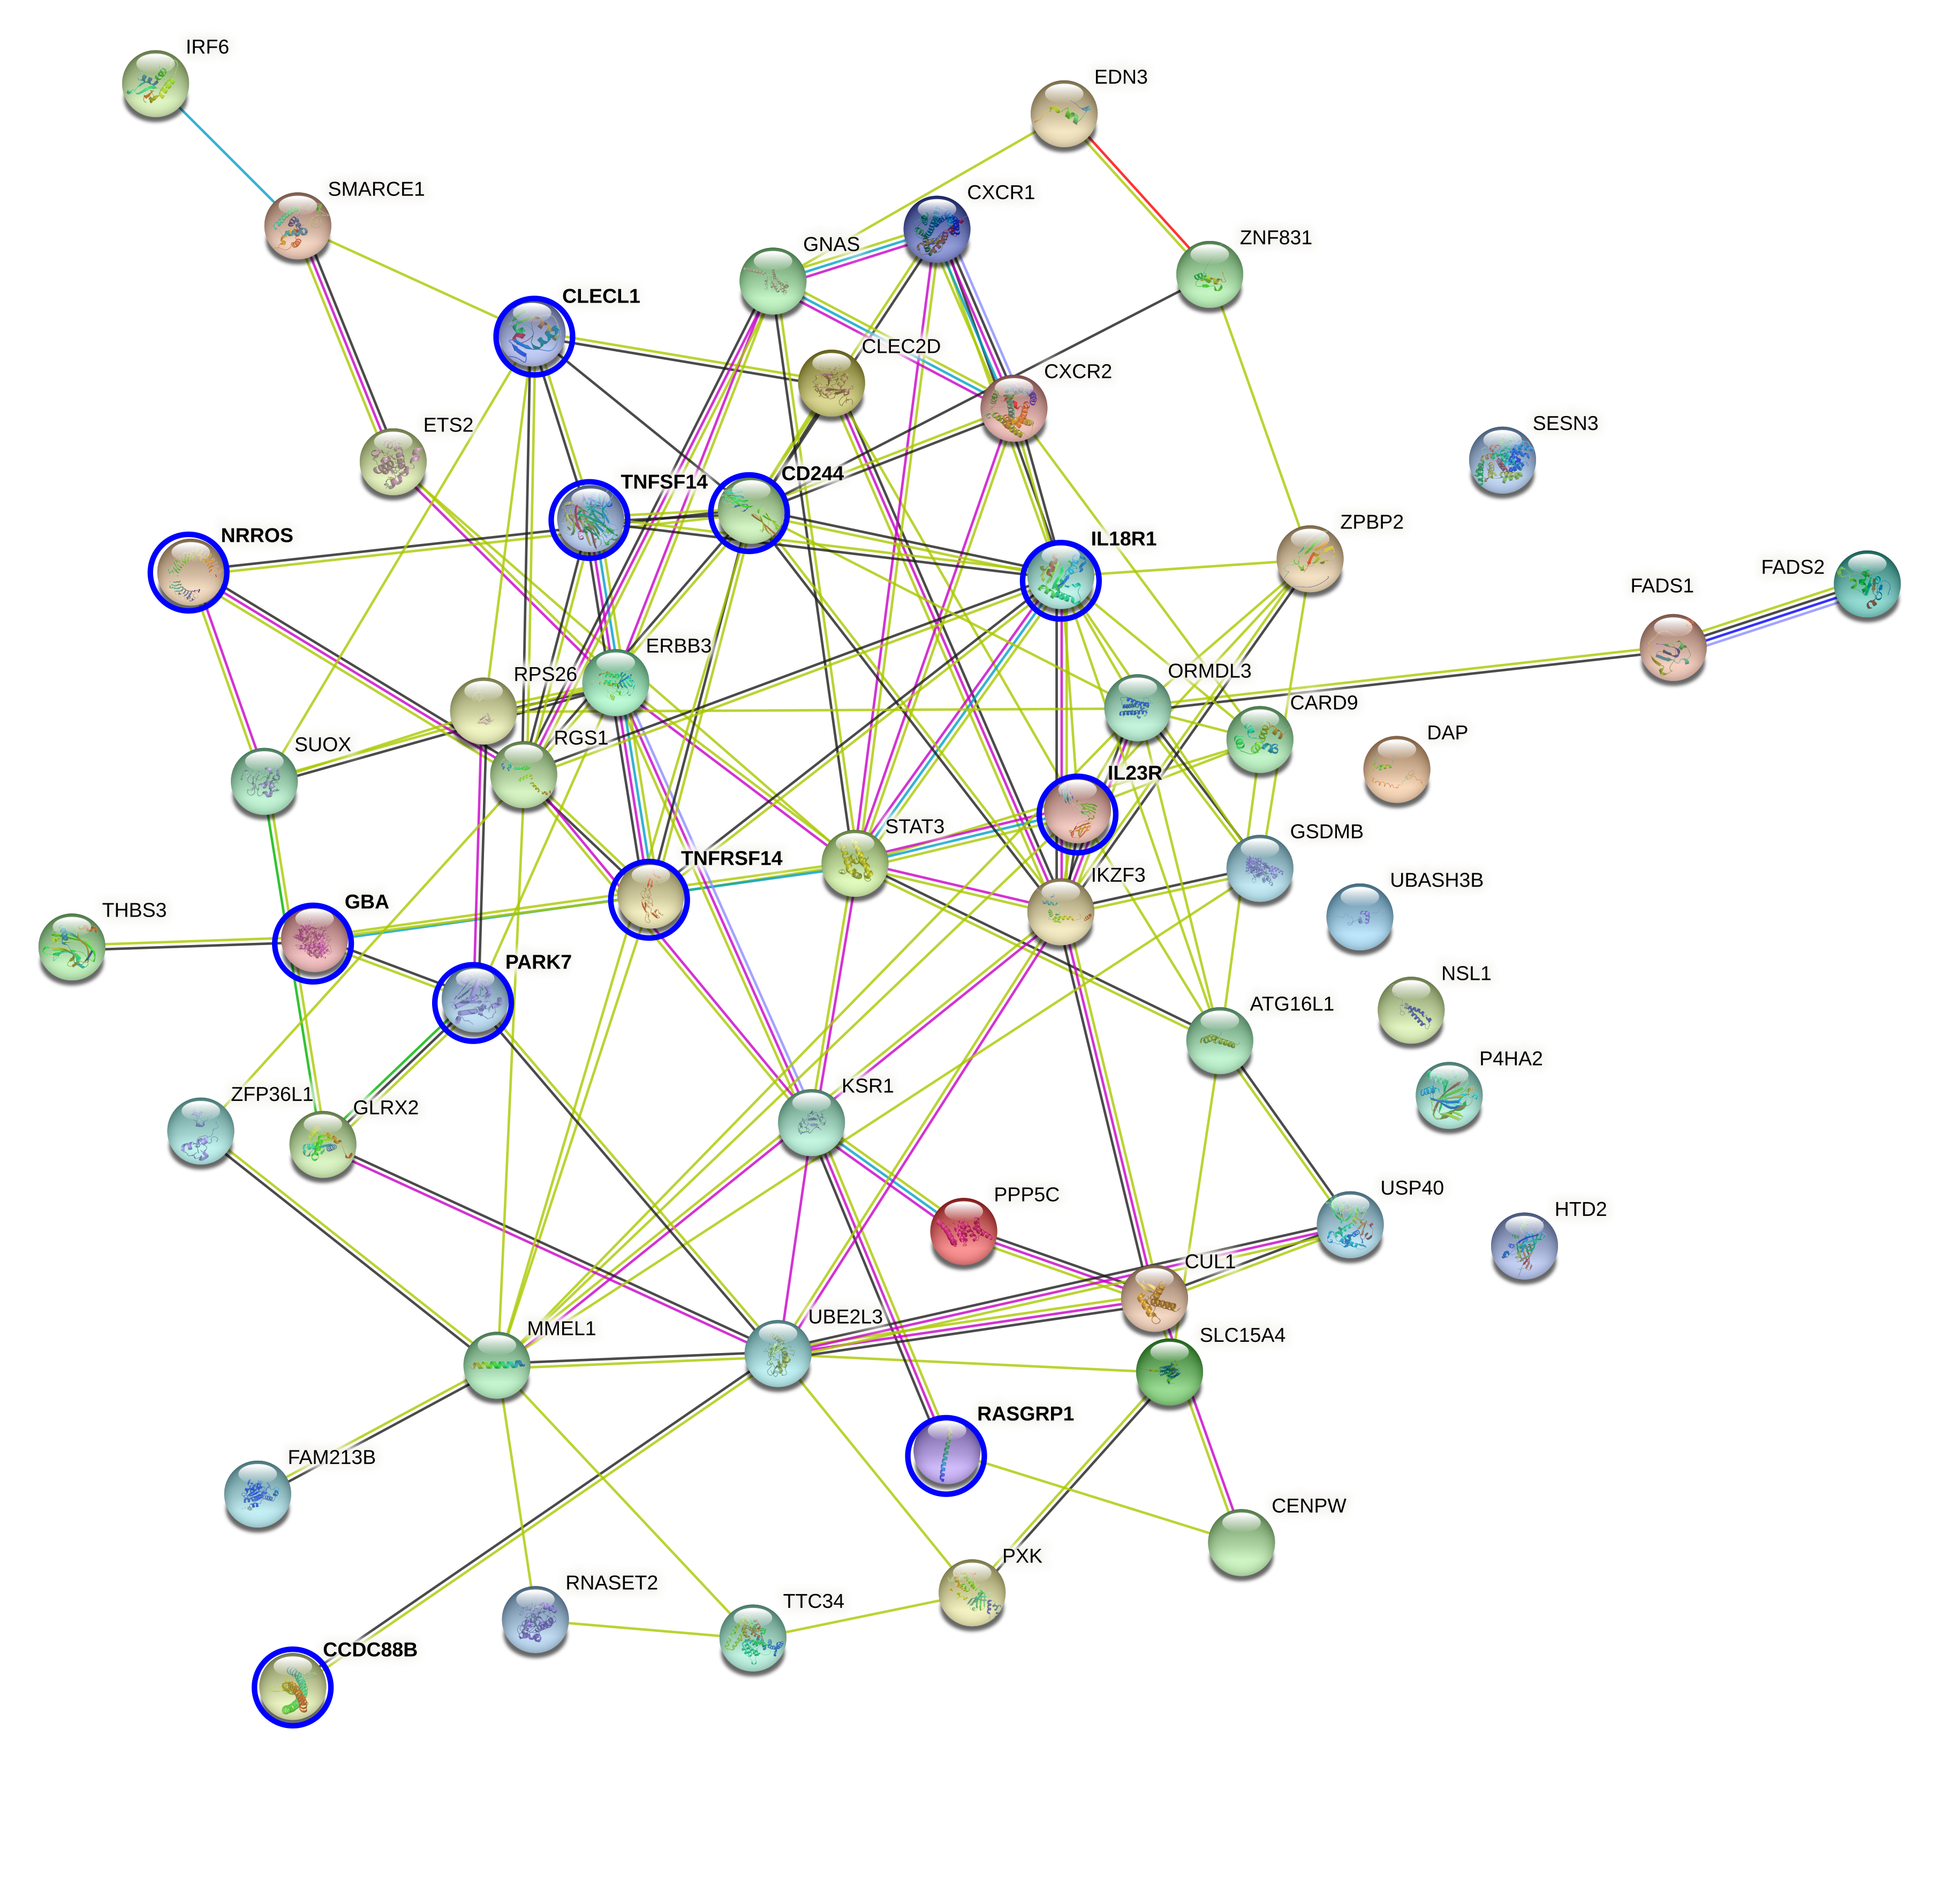 IRF6
EDN3
SMARCE1
CXCR1
ZNF831
GNAS
CLECL1
CLEC2D
CXCR2
ETS2
SESN3
CD244
TNFSF14
ZPBP2
NRROS
IL18R1
FADS2
FADS1
ERBB3
RPS26
ORMDL3
CARD9
DAP
RGS1
SUOX
IL23R
STAT3
GSDMB
TNFRSF14
IKZF3
UBASH3B
GBA
THBS3
PARK7
NSL1
ATG16L1
P4HA2
KSR1
ZFP36L1
GLRX2
USP40
PPP5C
HTD2
CUL1
UBE2L3
MMEL1
SLC15A4
RASGRP1
FAM213B
CENPW
PXK
RNASET2
TTC34
CCDC88B